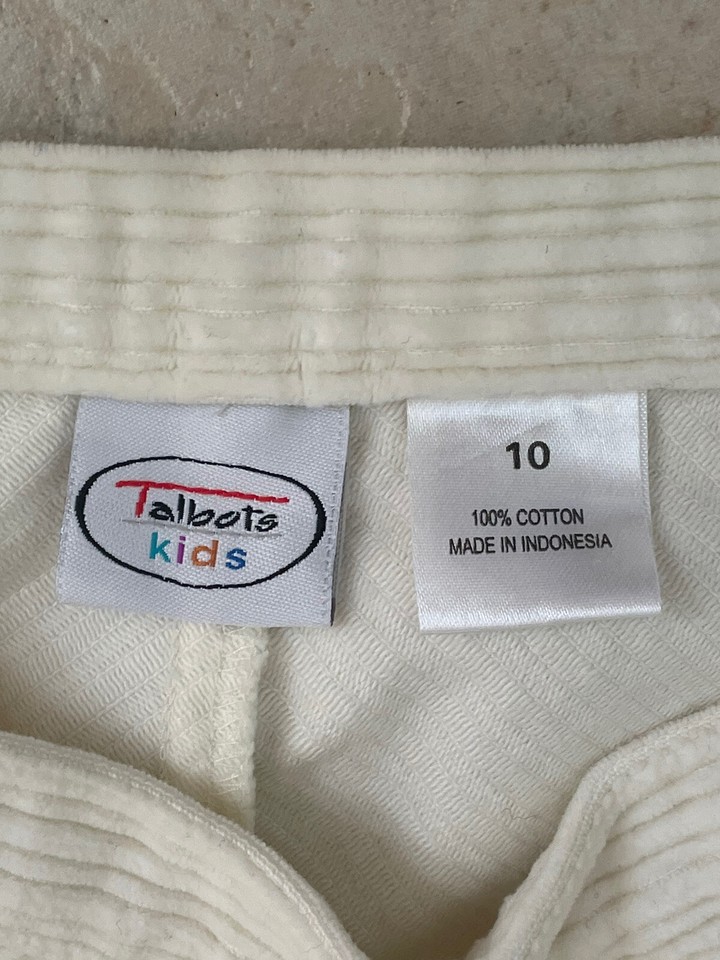 Talbots
kids
10
100% COTTON
MADE IN INDONESIA